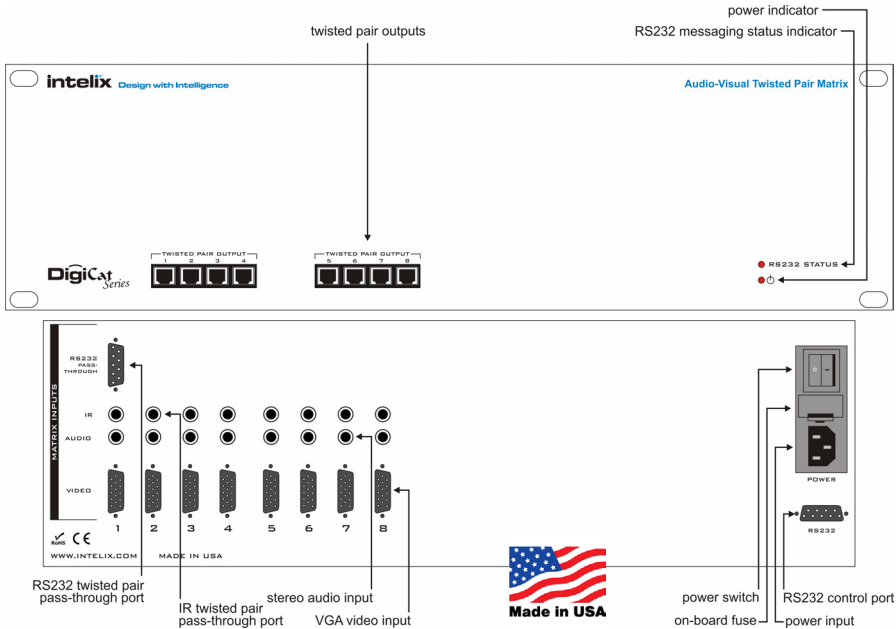 power indicator
twisted pair outputs
RS232 messaging status indicator
intelix Design with Intelligence
Audio-Visual Twisted Pair Matrix
TWISTED PAIR OUTPUT
1 2 3 4
TWISTED PAIR OUTPUT
5 6 7 8
DigiCat
Series
RS232 STATUS
MATRIX INPUTS
RS232
PASS-
THROUGH
IR
AUDIO
VIDEO
1 2 3 4 5 6 7 8
POWER
RS232
RoHS CE
WWW.INTELIX.COM MADE IN USA
Made in USA
RS232 twisted pair
pass-through port
IR twisted pair
pass-through port
stereo audio input
VGA video input
power switch
on-board fuse
RS232 control port
power input